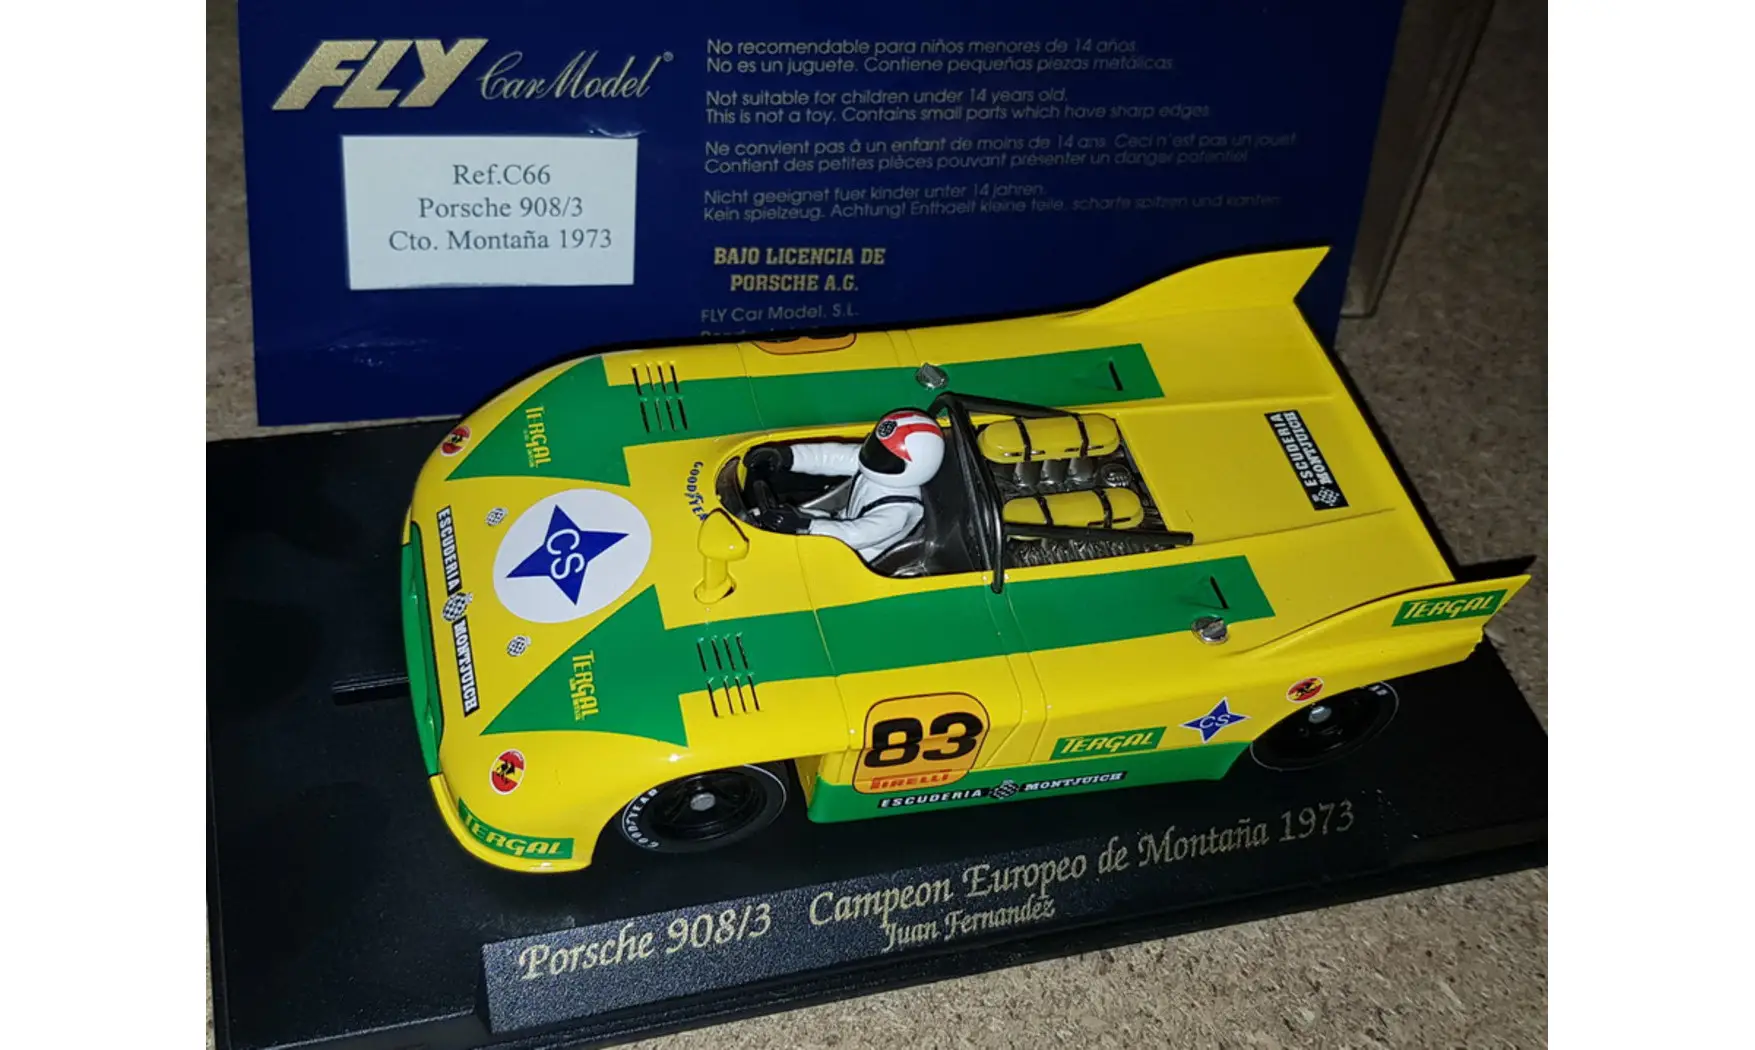 FLY Car Model®
Ref.C66
Porsche 908/3
Cto. Montaña 1973
No recomendable para niños menores de 14 años.
No es un juguete. Contiene pequeñas piezas metálicas
Not suitable for children under 14 years old.
This is not a toy. Contains small parts which have sharp edges
Ne convient pas à un enfant de moins de 14 ans. Ceci n'est pas un jouet
Contient des petites pièces pouvant présenter un danger potentiel
Nicht geeignet fuer kinder unter 14 jahren.
Kein spielzeug. Achtung! Enthaelt kleine teile, scharfe spitzen und kanten
BAJO LICENCIA DE
PORSCHE A.G.
FLY Car Model, S.L.
TERGAL
GOODYEAR
ESCUDERIA
MONTJUICH
CS
ESCUDERIA MONTJUICH
TERGAL
TERGAL
83
PIRELLI
TERGAL
CS
ESCUDERIA MONTJUICH
GOODYEAR
TERGAL
Porsche 908/3 Campeon Europeo de Montaña 1973
Juan Fernandez